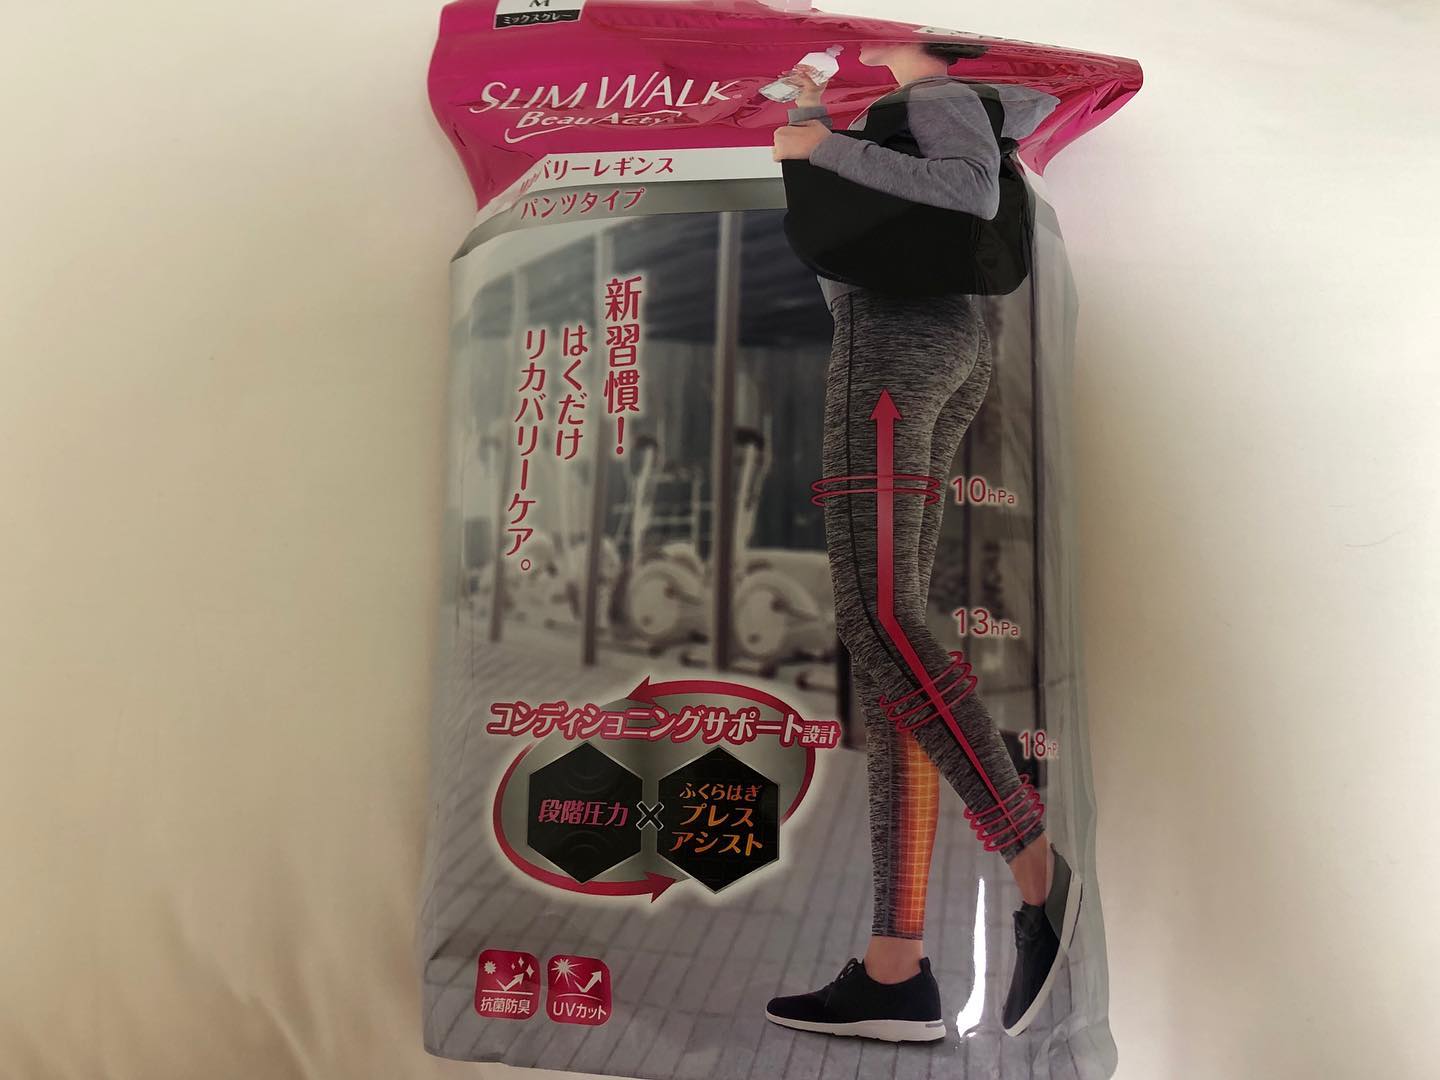 M
ミックスグレー
SLIM WALK®
Beau Acty
バリーレギンス
パンツタイプ
新習慣！
はくだけ
リカバリーケア。
10hPa
13hPa
18hP
コンディショニングサポート設計
段階圧力
×
ふくらはぎ
プレス
アシスト
抗菌防臭
UVカット